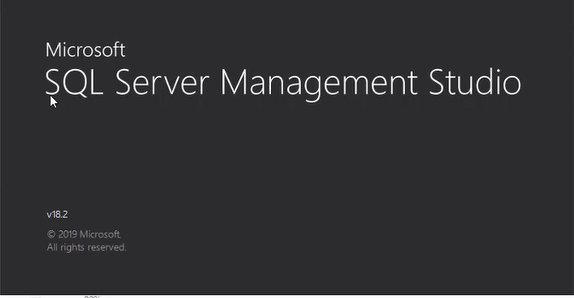 Microsoft
SQL Server Management Studio
v18.2
© 2019 Microsoft.
All rights reserved.